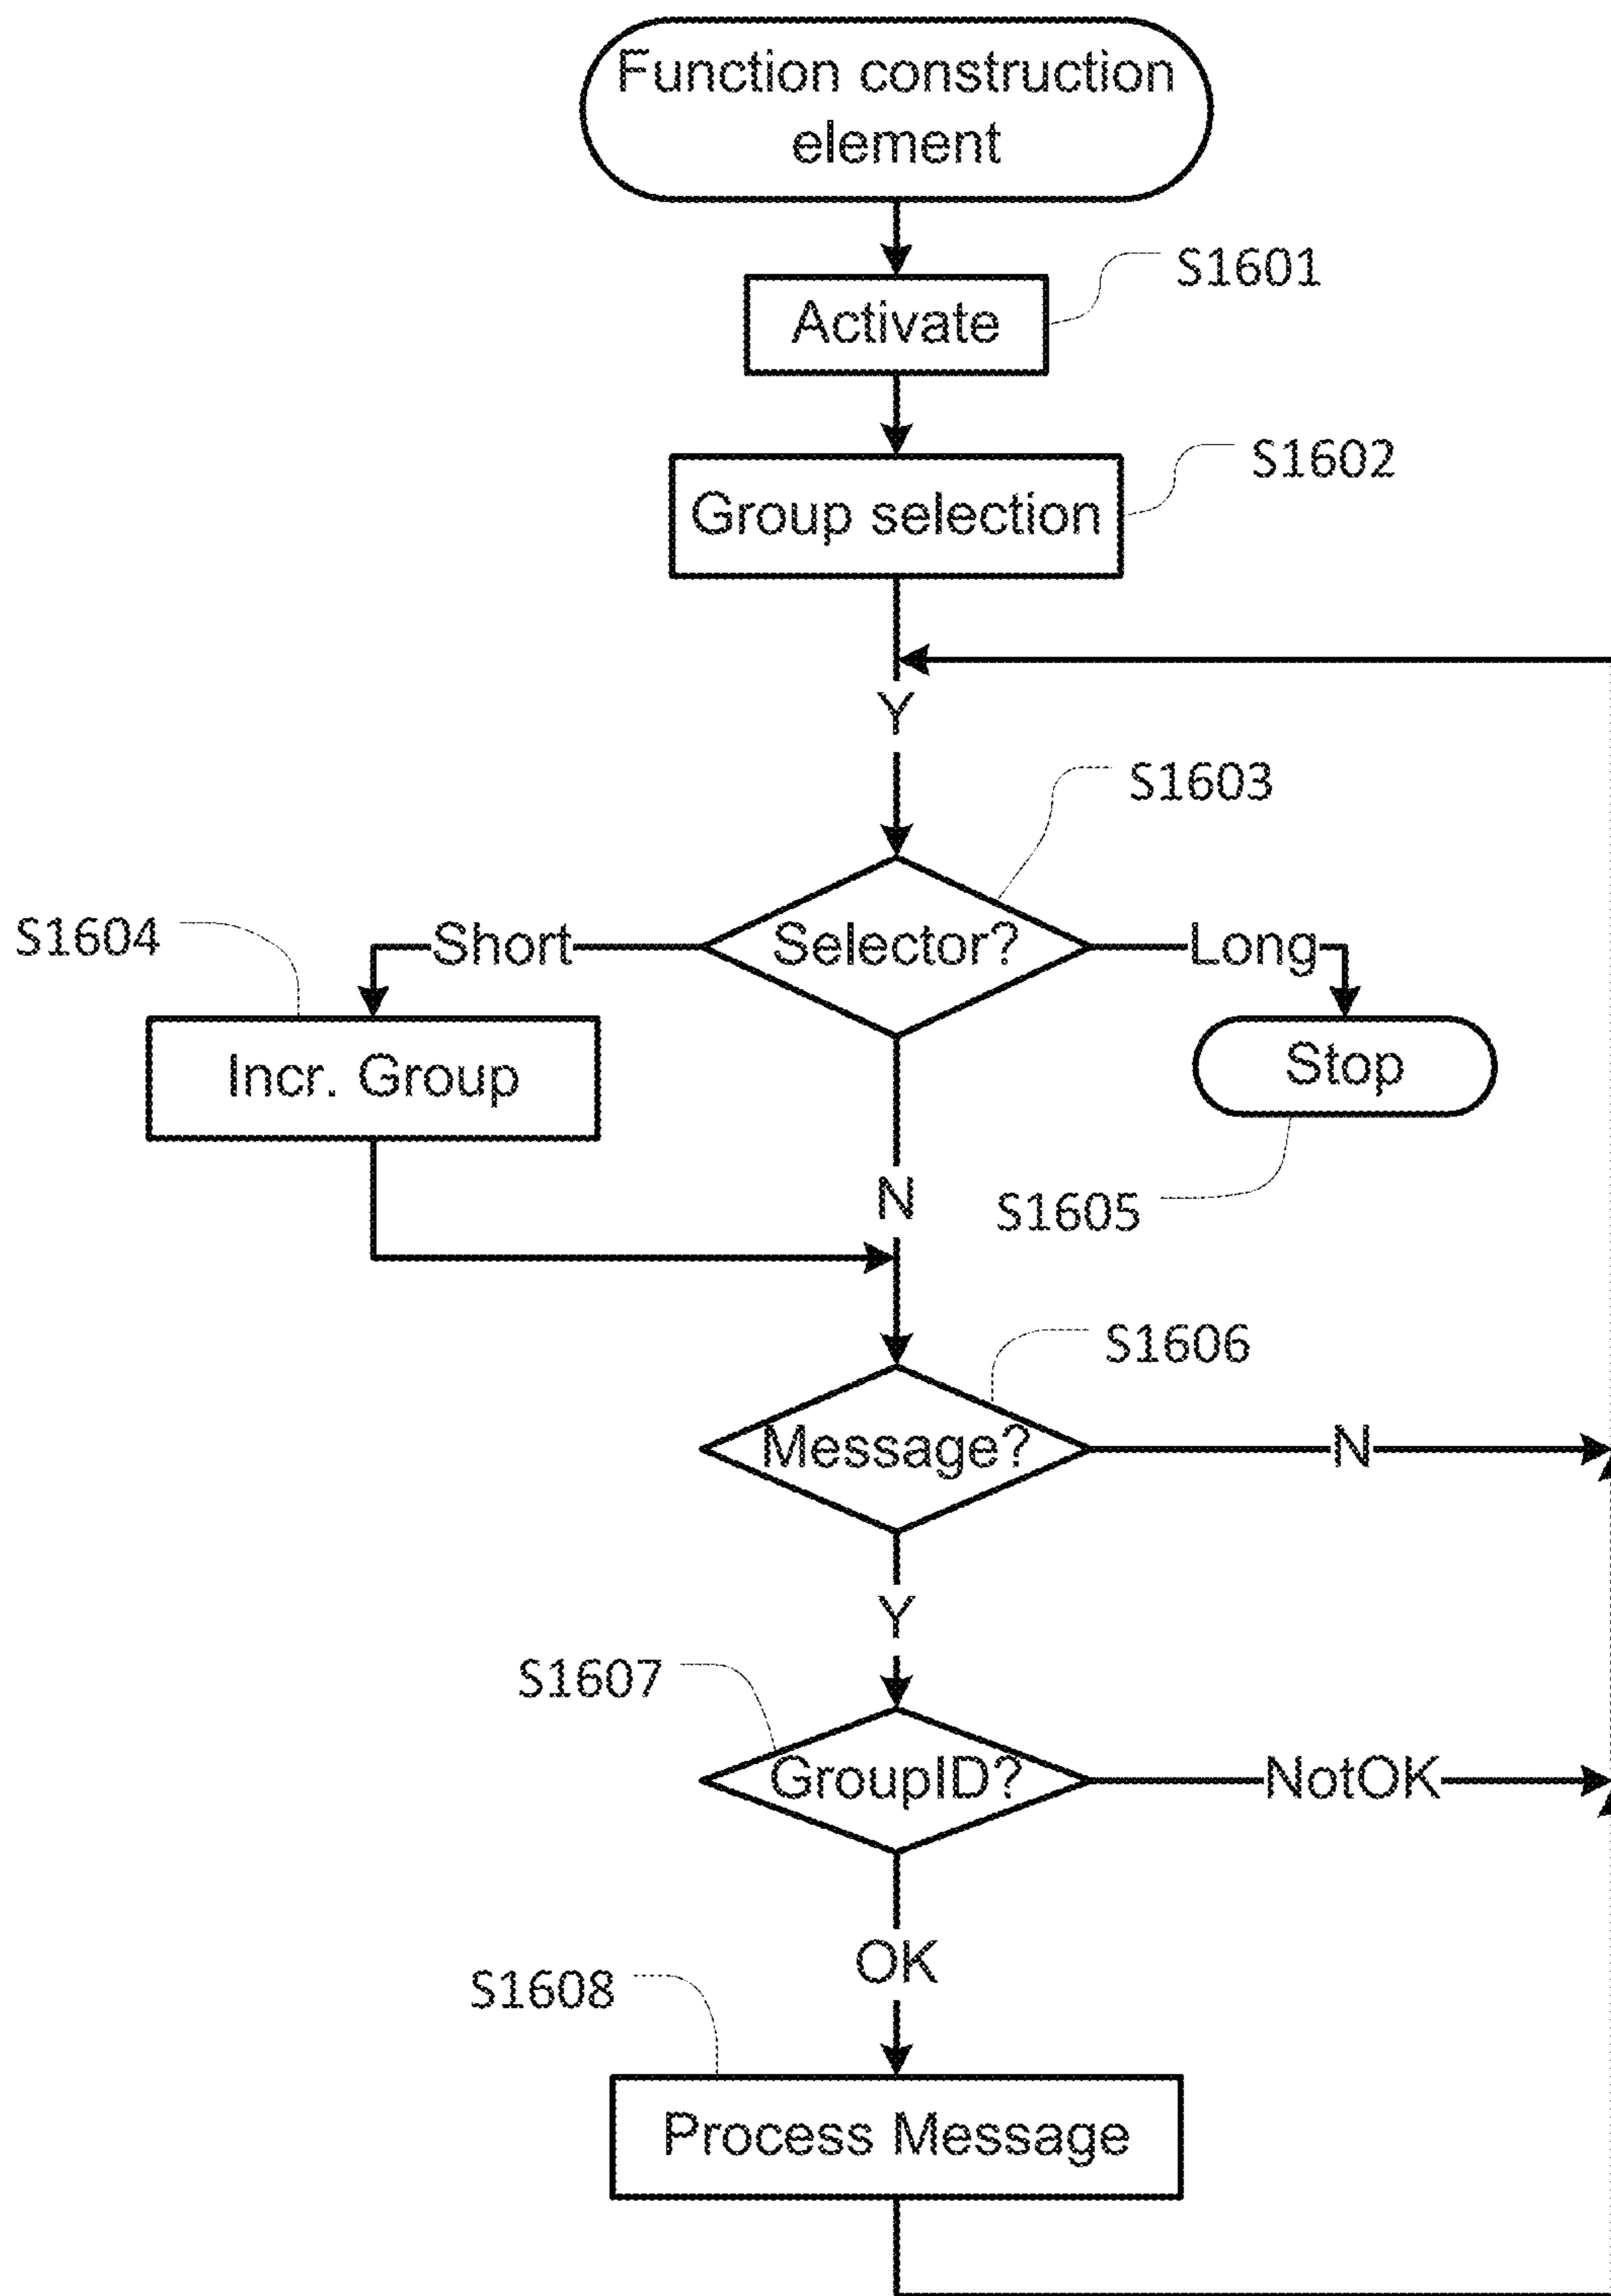 Function construction
element
S1601
Activate
S1602
Group selection
Y
S1603
S1604
Short
Selector?
Long
Incr. Group
Stop
N
S1605
S1606
Message?
N
Y
S1607
GroupID?
NotOK
OK
S1608
Process Message